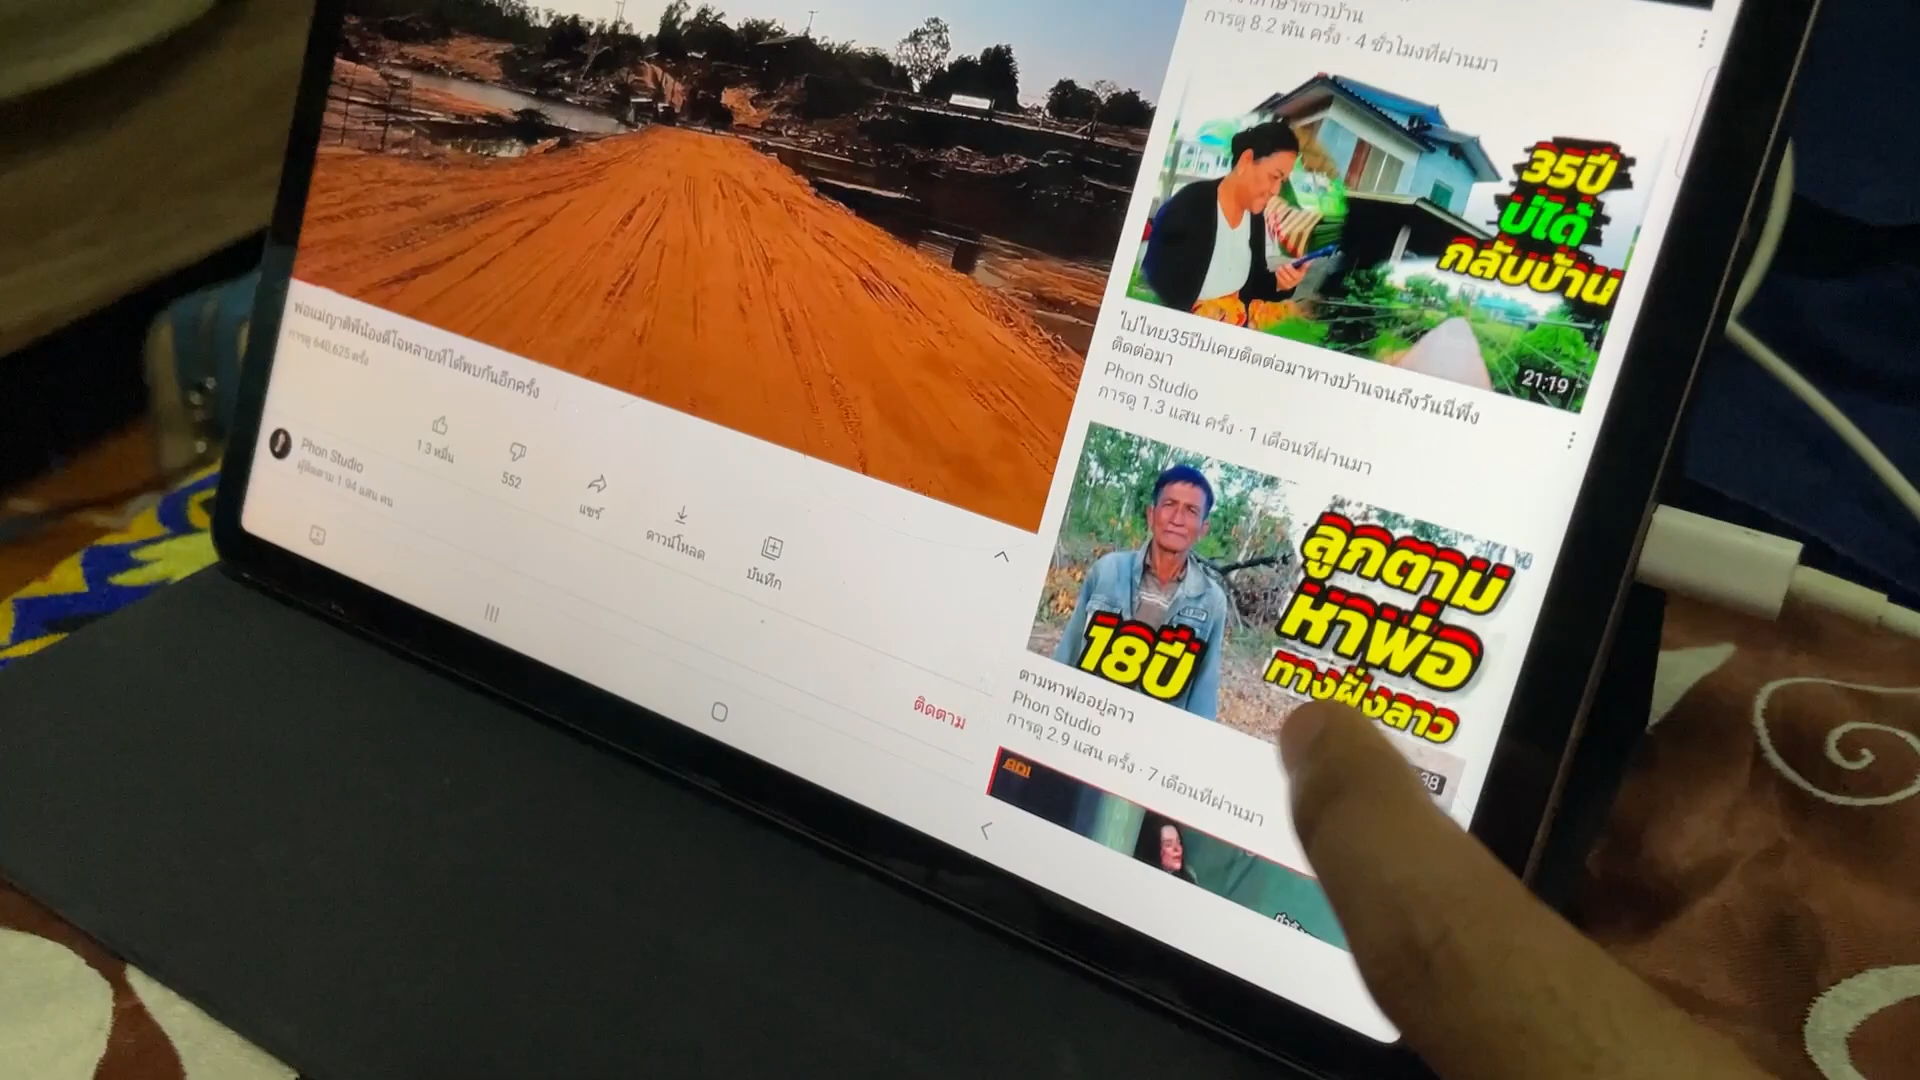 พ่อแม่ญาติพี่น้องดีใจหลายที่ได้พบกันอีกครั้ง
การดู 640,625 ครั้ง
1.3 หมื่น
552
แชร์
ดาวน์โหลด
บันทึก
Phon Studio
ผู้ติดตาม 1.94 แสน คน
ติดตาม
ภาษาชาวบ้าน
การดู 8.2 พัน ครั้ง · 4 ชั่วโมงที่ผ่านมา
35ปี
บ่ได้
กลับบ้าน
21:19
ไปไทย35ปีบ่เคยติดต่อมาทางบ้านจนถึงวันนี้พึ่ง
ติดต่อมา
Phon Studio
การดู 1.3 แสน ครั้ง · 1 เดือนที่ผ่านมา
ลูกตาม
หาพ่อ
ทางฝั่งลาว
18ปี
ตามหาพ่ออยู่ลาว
Phon Studio
การดู 2.9 แสน ครั้ง · 7 เดือนที่ผ่านมา